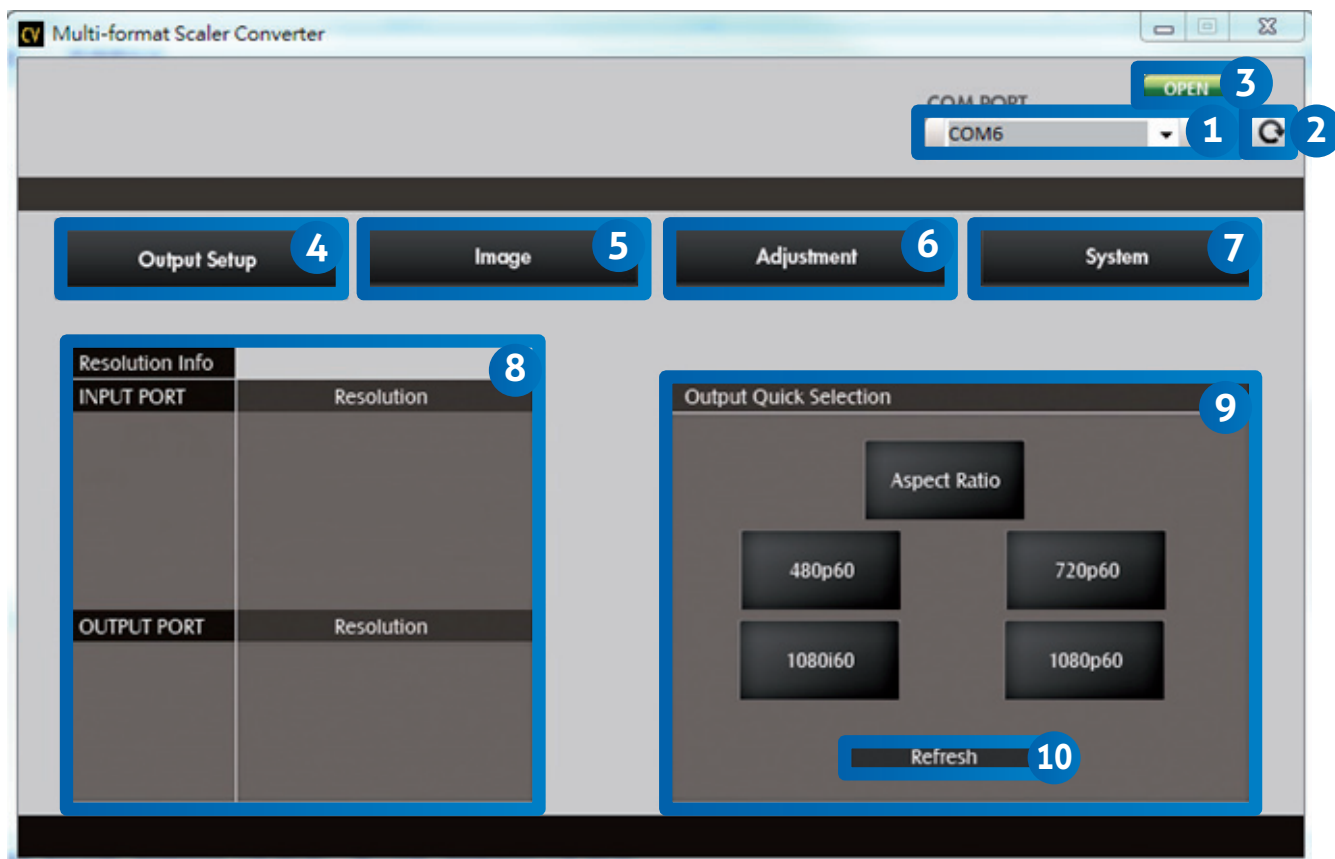 CV Multi-format Scaler Converter
OPEN 3
COM PORT
COM6 1 2
Output Setup 4
Image 5
Adjustment 6
System 7
Resolution Info 8
INPUT PORT Resolution
OUTPUT PORT Resolution
Output Quick Selection 9
Aspect Ratio
480p60 720p60
1080i60 1080p60
Refresh 10